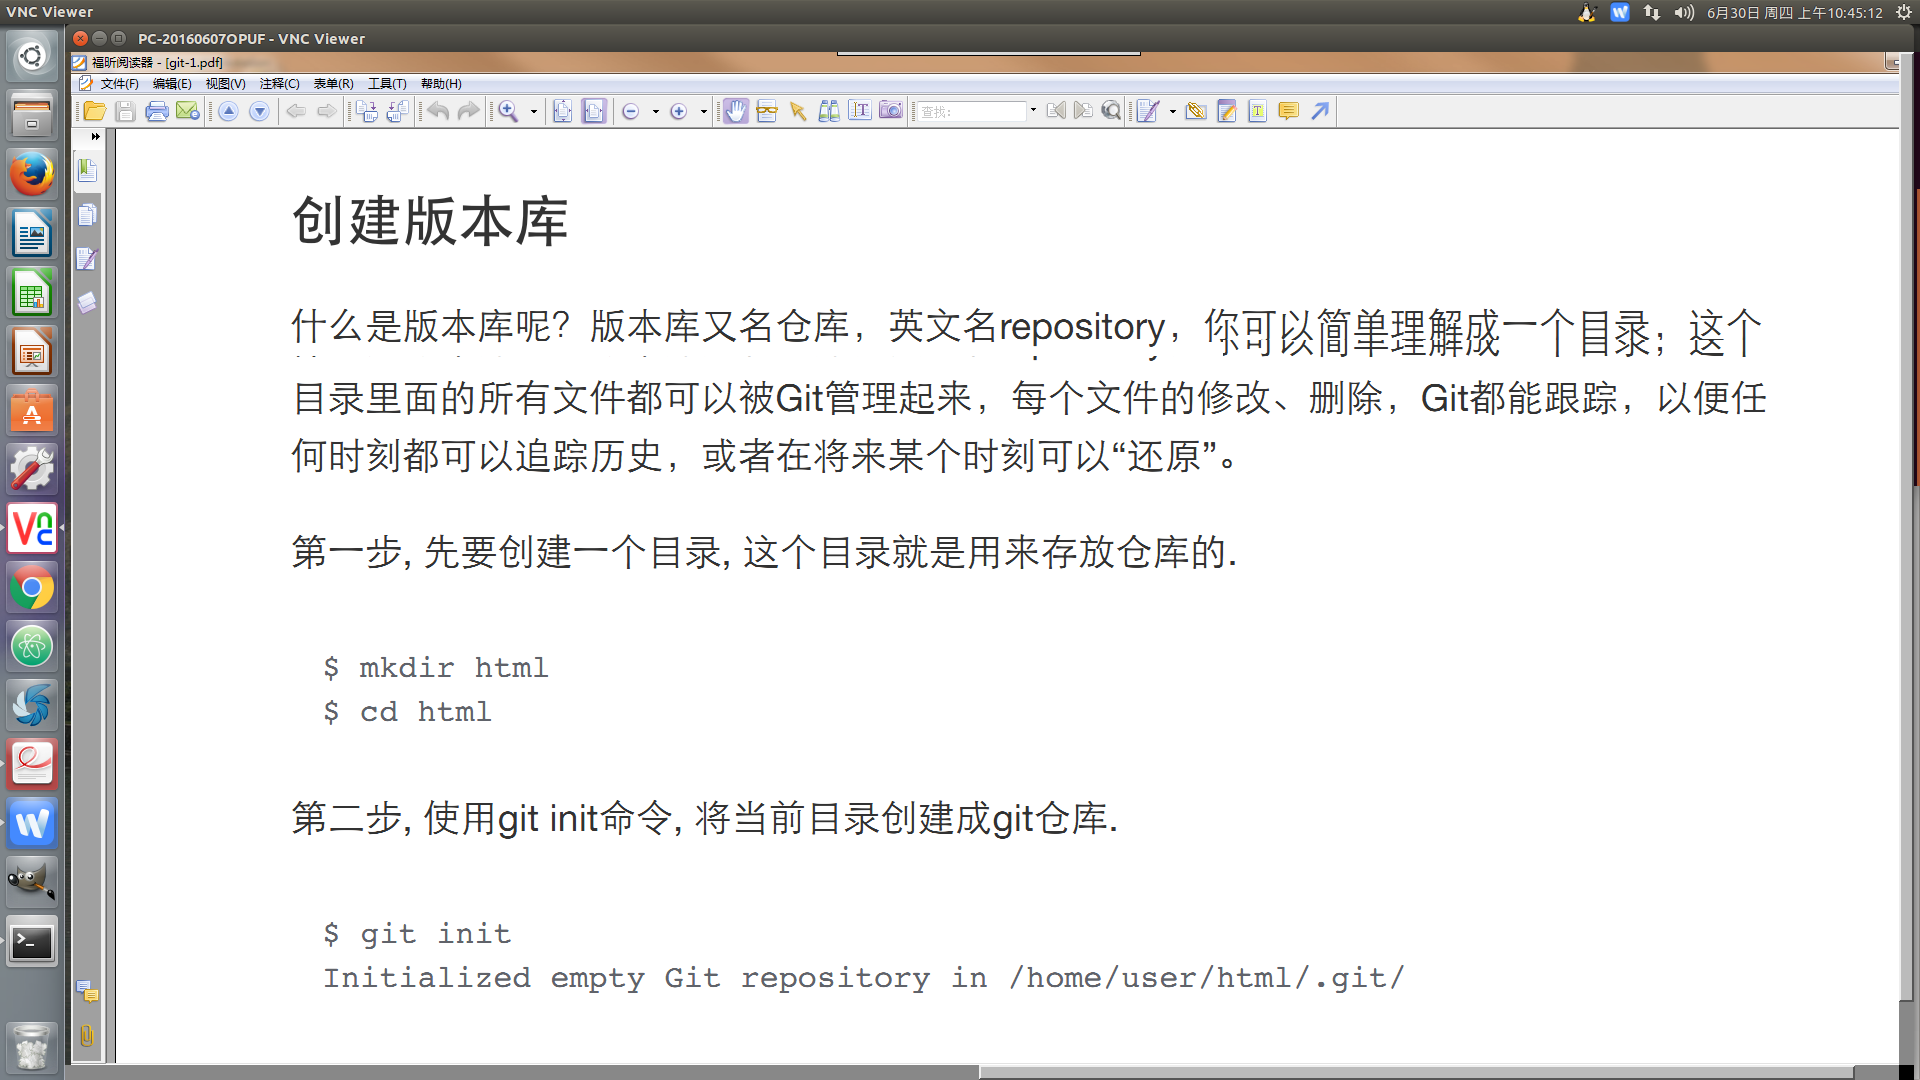 VNC Viewer
6月30日 周四 上午10:45:12
PC-20160607OPUF - VNC Viewer
福昕阅读器 - [git-1.pdf]
文件(F) 编辑(E) 视图(V) 注释(C) 表单(R) 工具(T) 帮助(H)
查找:
创建版本库
什么是版本库呢？版本库又名仓库，英文名repository，你可以简单理解成一个目录；这个
目录里面的所有文件都可以被Git管理起来，每个文件的修改、删除，Git都能跟踪，以便任
何时刻都可以追踪历史，或者在将来某个时刻可以“还原”。
第一步, 先要创建一个目录, 这个目录就是用来存放仓库的.
$ mkdir html
$ cd html
第二步, 使用git init命令, 将当前目录创建成git仓库.
$ git init
Initialized empty Git repository in /home/user/html/.git/